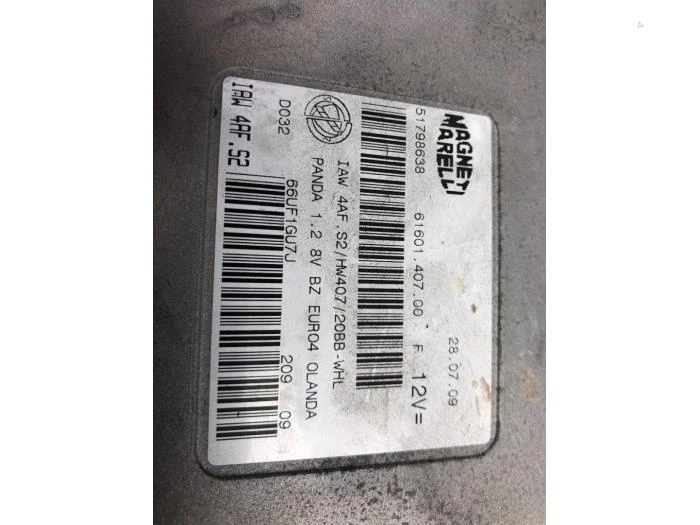 MAGNETI
MARELLI
28.07.09
51798638 61601.407.00 F 12V=
IAW 4AF.S2/HW407/20BB-WHL
PANDA 1.2 8V BZ EURO4 OLANDA
D032 66UF1GU7J 209 09
IAW 4AF.S2